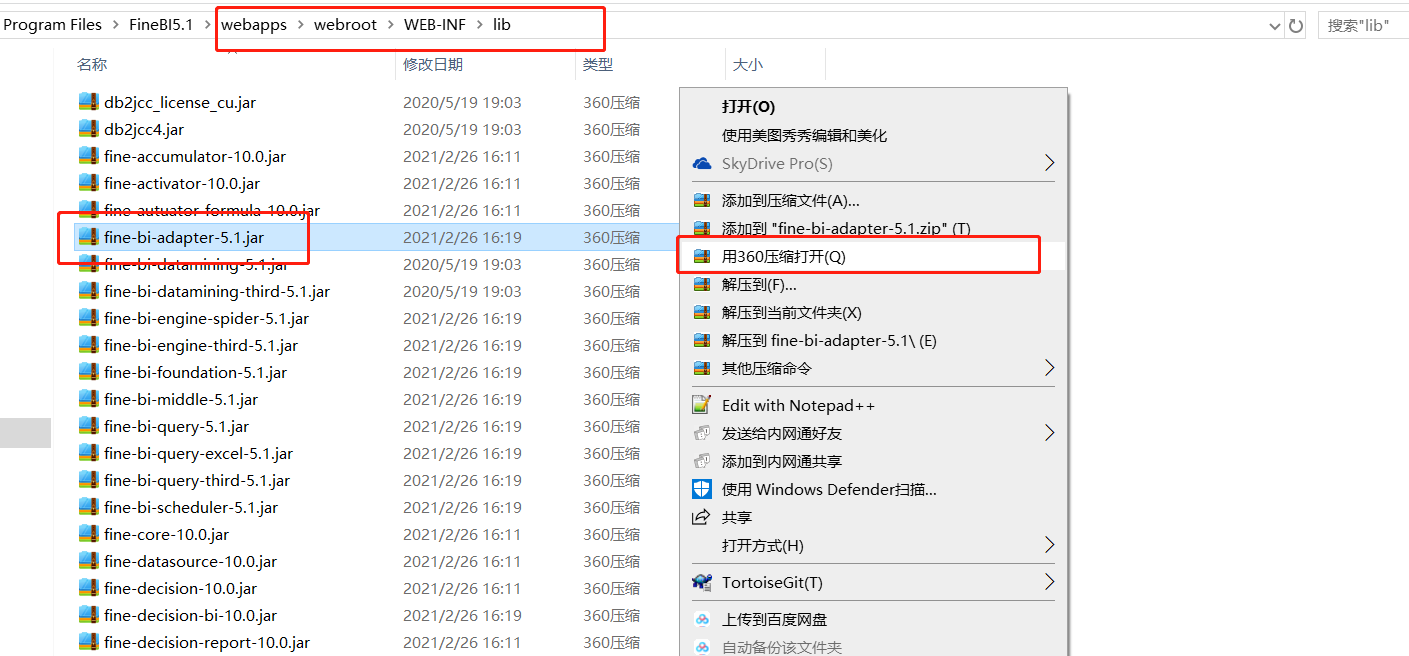 Program Files > FineBI5.1 > webapps > webroot > WEB-INF > lib
搜索"lib"
名称 修改日期 类型 大小
db2jcc_license_cu.jar 2020/5/19 19:03 360压缩
db2jcc4.jar 2020/5/19 19:03 360压缩
fine-accumulator-10.0.jar 2021/2/26 16:11 360压缩
fine-activator-10.0.jar 2021/2/26 16:11 360压缩
fine-autuator-formula-10.0.jar 2021/2/26 16:11 360压缩
fine-bi-adapter-5.1.jar 2021/2/26 16:19 360压缩
fine-bi-datamining-5.1.jar 2020/5/19 19:03 360压缩
fine-bi-datamining-third-5.1.jar 2020/5/19 19:03 360压缩
fine-bi-engine-spider-5.1.jar 2021/2/26 16:19 360压缩
fine-bi-engine-third-5.1.jar 2021/2/26 16:19 360压缩
fine-bi-foundation-5.1.jar 2021/2/26 16:19 360压缩
fine-bi-middle-5.1.jar 2021/2/26 16:19 360压缩
fine-bi-query-5.1.jar 2021/2/26 16:19 360压缩
fine-bi-query-excel-5.1.jar 2021/2/26 16:19 360压缩
fine-bi-query-third-5.1.jar 2021/2/26 16:19 360压缩
fine-bi-scheduler-5.1.jar 2021/2/26 16:19 360压缩
fine-core-10.0.jar 2021/2/26 16:11 360压缩
fine-datasource-10.0.jar 2021/2/26 16:11 360压缩
fine-decision-10.0.jar 2021/2/26 16:11 360压缩
fine-decision-bi-10.0.jar 2021/2/26 16:19 360压缩
fine-decision-report-10.0.jar 2021/2/26 16:11 360压缩
打开(O)
使用美图秀秀编辑和美化
SkyDrive Pro(S)
添加到压缩文件(A)...
添加到 "fine-bi-adapter-5.1.zip" (T)
用360压缩打开(Q)
解压到(F)...
解压到当前文件夹(X)
解压到 fine-bi-adapter-5.1\ (E)
其他压缩命令
Edit with Notepad++
发送给内网通好友
添加到内网通共享
使用 Windows Defender扫描...
共享
打开方式(H)
TortoiseGit(T)
上传到百度网盘
自动备份该文件夹